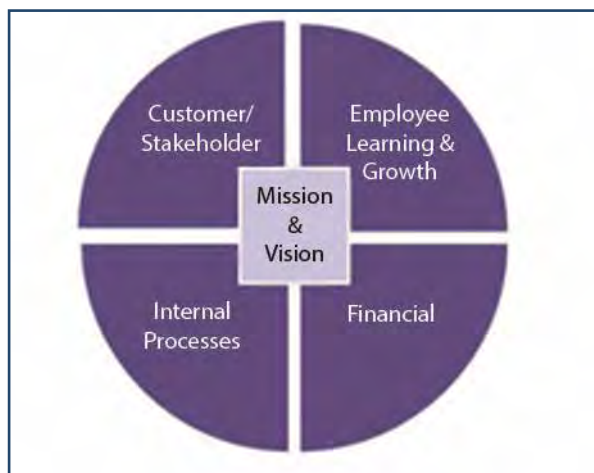 Customer/
Stakeholder
Employee
Learning &
Growth
Mission
&
Vision
Internal
Processes
Financial